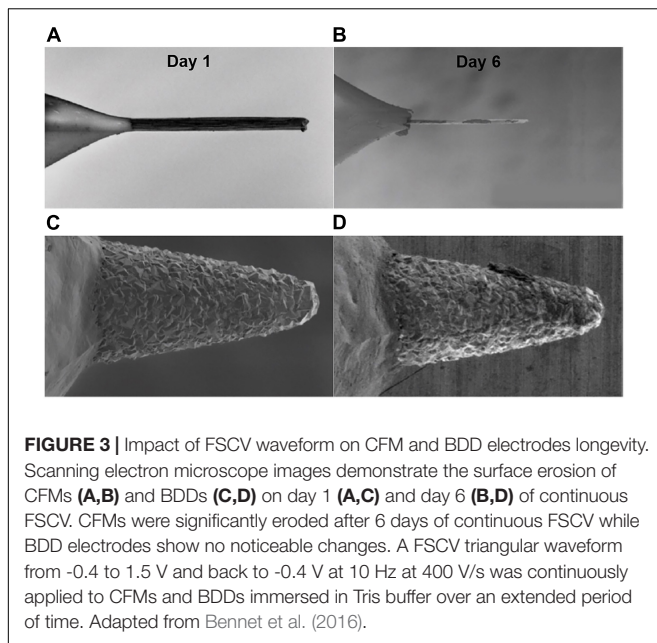 A
B
Day 1
Day 6
C
D
FIGURE 3 | Impact of FSCV waveform on CFM and BDD electrodes longevity.
Scanning electron microscope images demonstrate the surface erosion of
CFMs (A,B) and BDDs (C,D) on day 1 (A,C) and day 6 (B,D) of continuous
FSCV. CFMs were significantly eroded after 6 days of continuous FSCV while
BDD electrodes show no noticeable changes. A FSCV triangular waveform
from -0.4 to 1.5 V and back to -0.4 V at 10 Hz at 400 V/s was continuously
applied to CFMs and BDDs immersed in Tris buffer over an extended period
of time. Adapted from Bennet et al. (2016).